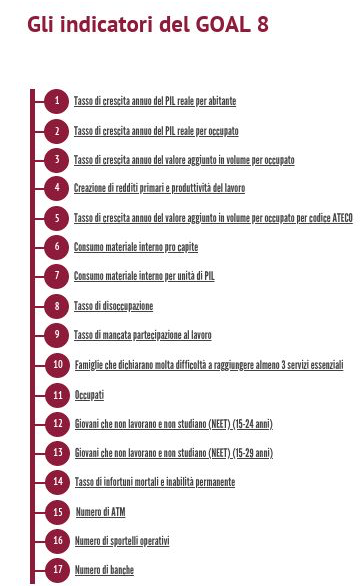 Gli indicatori del GOAL 8
1 Tasso di crescita annuo del PIL reale per abitante
2 Tasso di crescita annuo del PIL reale per occupato
3 Tasso di crescita annuo del valore aggiunto in volume per occupato
4 Creazione di redditi primari e produttività del lavoro
5 Tasso di crescita annuo del valore aggiunto in volume per occupato per codice ATECO
6 Consumo materiale interno pro capite
7 Consumo materiale interno per unità di PIL
8 Tasso di disoccupazione
9 Tasso di mancata partecipazione al lavoro
10 Famiglie che dichiarano molta difficoltà a raggiungere almeno 3 servizi essenziali
11 Occupati
12 Giovani che non lavorano e non studiano (NEET) (15-24 anni)
13 Giovani che non lavorano e non studiano (NEET) (15-29 anni)
14 Tasso di infortuni mortali e inabilità permanente
15 Numero di ATM
16 Numero di sportelli operativi
17 Numero di banche